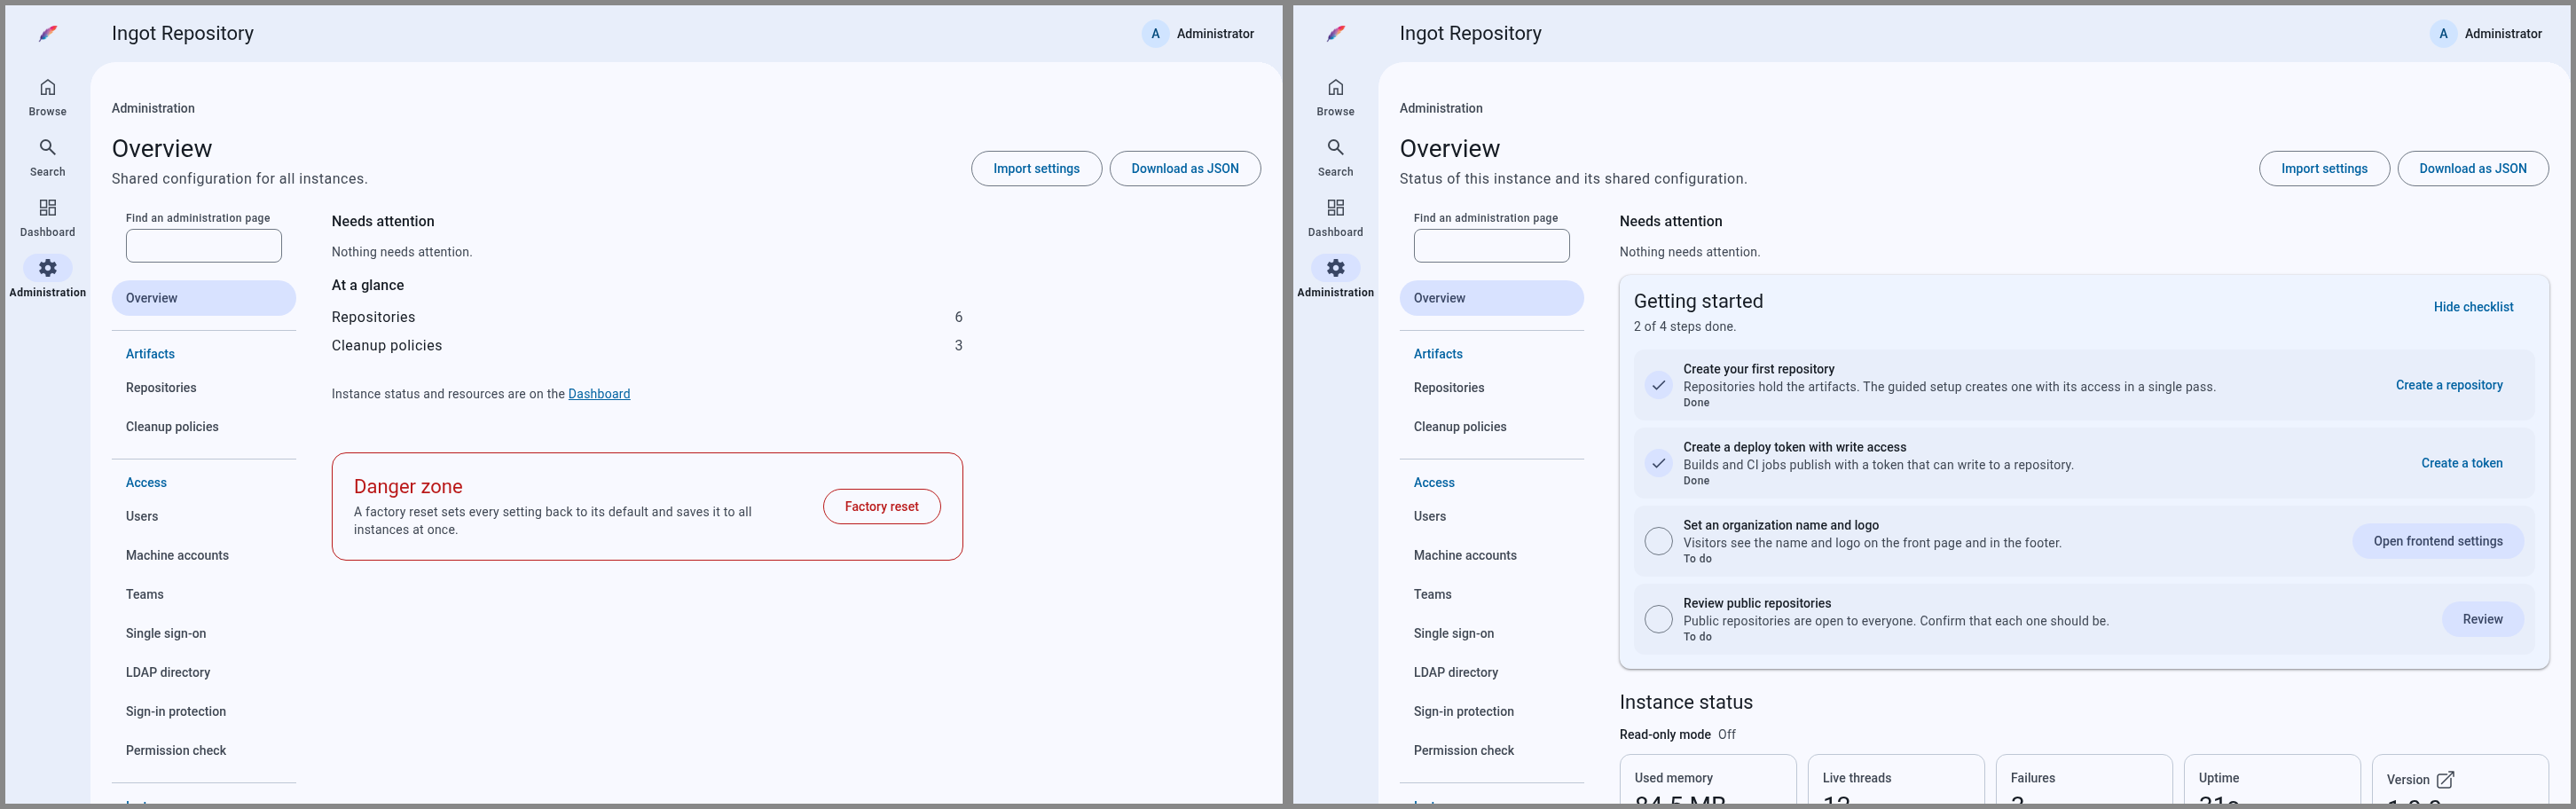 Ingot Repository
A Administrator
Browse
Search
Dashboard
Administration
Administration
Overview
Shared configuration for all instances.
Import settings
Download as JSON
Find an administration page
Overview
Artifacts
Repositories
Cleanup policies
Access
Users
Machine accounts
Teams
Single sign-on
LDAP directory
Sign-in protection
Permission check
Needs attention
Nothing needs attention.
At a glance
Repositories 6
Cleanup policies 3
Instance status and resources are on the Dashboard
Danger zone
A factory reset sets every setting back to its default and saves it to all
instances at once.
Factory reset
Ingot Repository
A Administrator
Browse
Search
Dashboard
Administration
Administration
Overview
Status of this instance and its shared configuration.
Import settings
Download as JSON
Find an administration page
Overview
Artifacts
Repositories
Cleanup policies
Access
Users
Machine accounts
Teams
Single sign-on
LDAP directory
Sign-in protection
Permission check
Needs attention
Nothing needs attention.
Getting started
2 of 4 steps done.
Hide checklist
Create your first repository
Repositories hold the artifacts. The guided setup creates one with its access in a single pass.
Done
Create a repository
Create a deploy token with write access
Builds and CI jobs publish with a token that can write to a repository.
Done
Create a token
Set an organization name and logo
Visitors see the name and logo on the front page and in the footer.
To do
Open frontend settings
Review public repositories
Public repositories are open to everyone. Confirm that each one should be.
To do
Review
Instance status
Read-only mode Off
Used memory
84.5 MB
Live threads
Failures
Uptime
Version